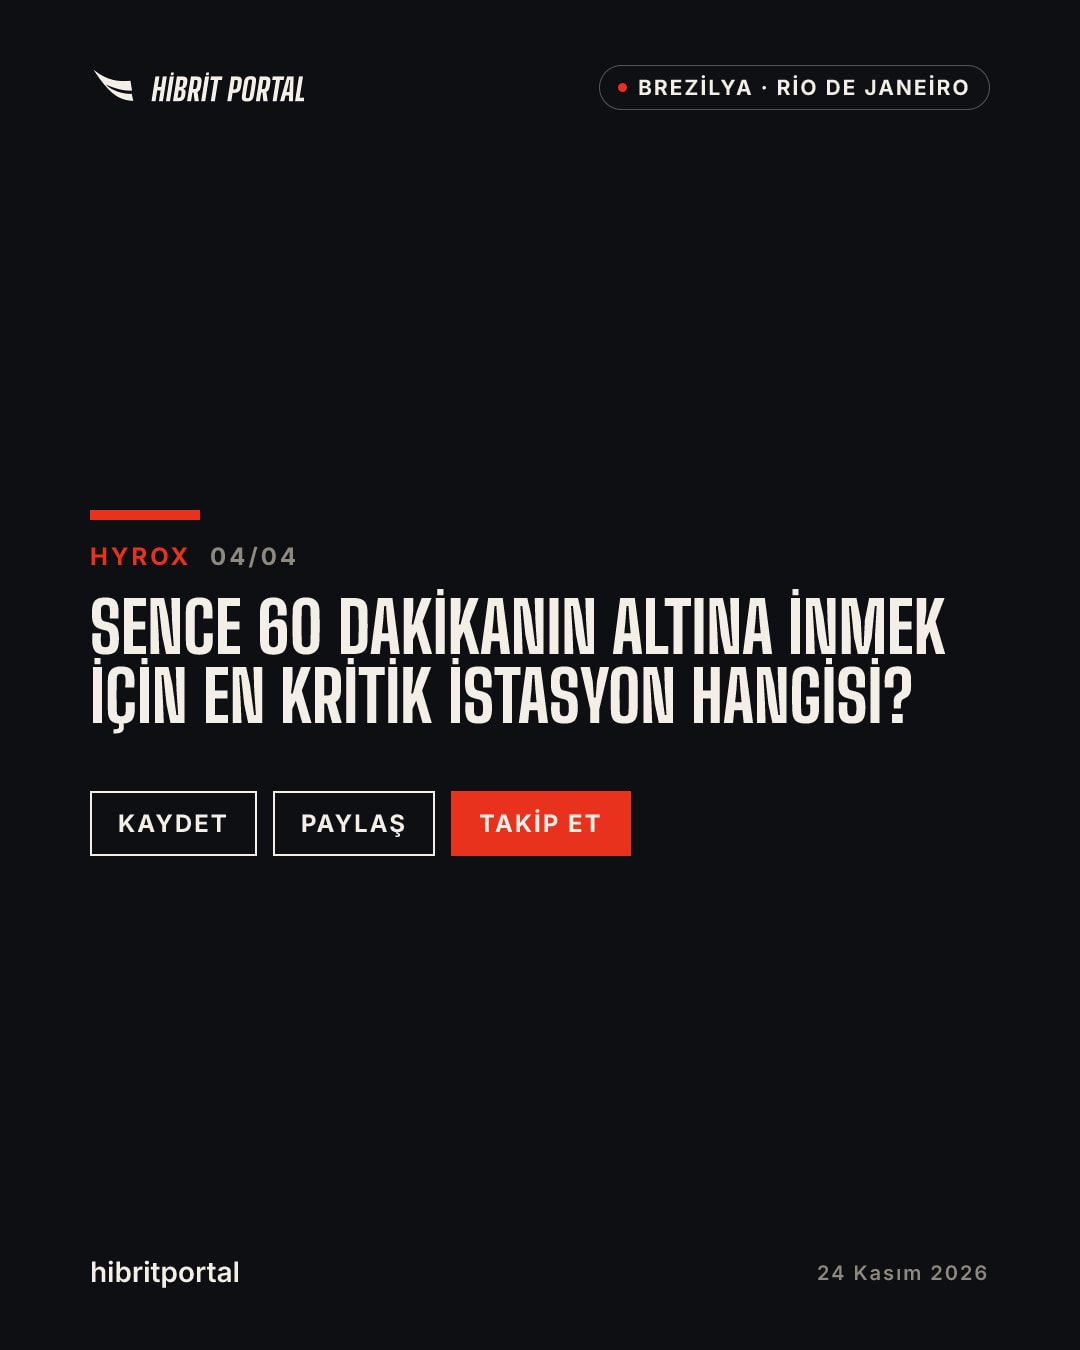 HİBRİT PORTAL
BREZİLYA · RİO DE JANEİRO
HYROX 04/04
SENCE 60 DAKİKANIN ALTINA İNMEK
İÇİN EN KRİTİK İSTASYON HANGİSİ?
KAYDET
PAYLAŞ
TAKİP ET
hibritportal
24 Kasım 2026